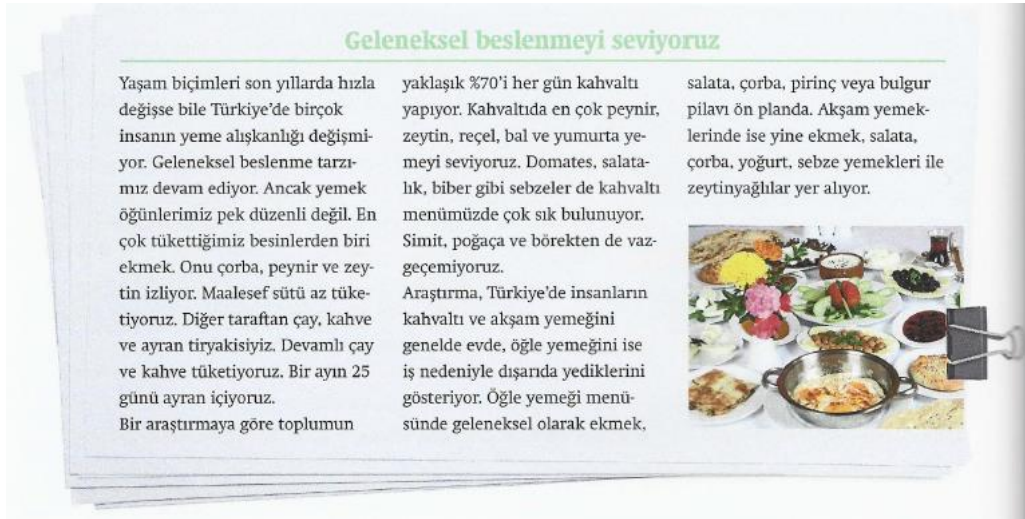 Geleneksel beslenmeyi seviyoruz
Yaşam biçimleri son yıllarda hızla
değişse bile Türkiye’de birçok
insanın yeme alışkanlığı değişmi-
yor. Geleneksel beslenme tarzı-
mız devam ediyor. Ancak yemek
öğünlerimiz pek düzenli değil. En
çok tükettiğimiz besinlerden biri
ekmek. Onu çorba, peynir ve zey-
tin izliyor. Maalesef sütü az tüke-
tiyoruz. Diğer taraftan çay, kahve
ve ayran tiryakisiyiz. Devamlı çay
ve kahve tüketiyoruz. Bir ayın 25
günü ayran içiyoruz.
Bir araştırmaya göre toplumun
yaklaşık %70’i her gün kahvaltı
yapıyor. Kahvaltıda en çok peynir,
zeytin, reçel, bal ve yumurta ye-
meyi seviyoruz. Domates, salata-
lık, biber gibi sebzeler de kahvaltı
menümüzde çok sık bulunuyor.
Simit, poğaça ve börekten de vaz-
geçemiyoruz.
Araştırma, Türkiye’de insanların
kahvaltı ve akşam yemeğini
genelde evde, öğle yemeğini ise
iş nedeniyle dışarıda yediklerini
gösteriyor. Öğle yemeği menü-
sünde geleneksel olarak ekmek,
salata, çorba, pirinç veya bulgur
pilavı ön planda. Akşam yemek-
lerinde ise yine ekmek, salata,
çorba, yoğurt, sebze yemekleri ile
zeytinyağlılar yer alıyor.